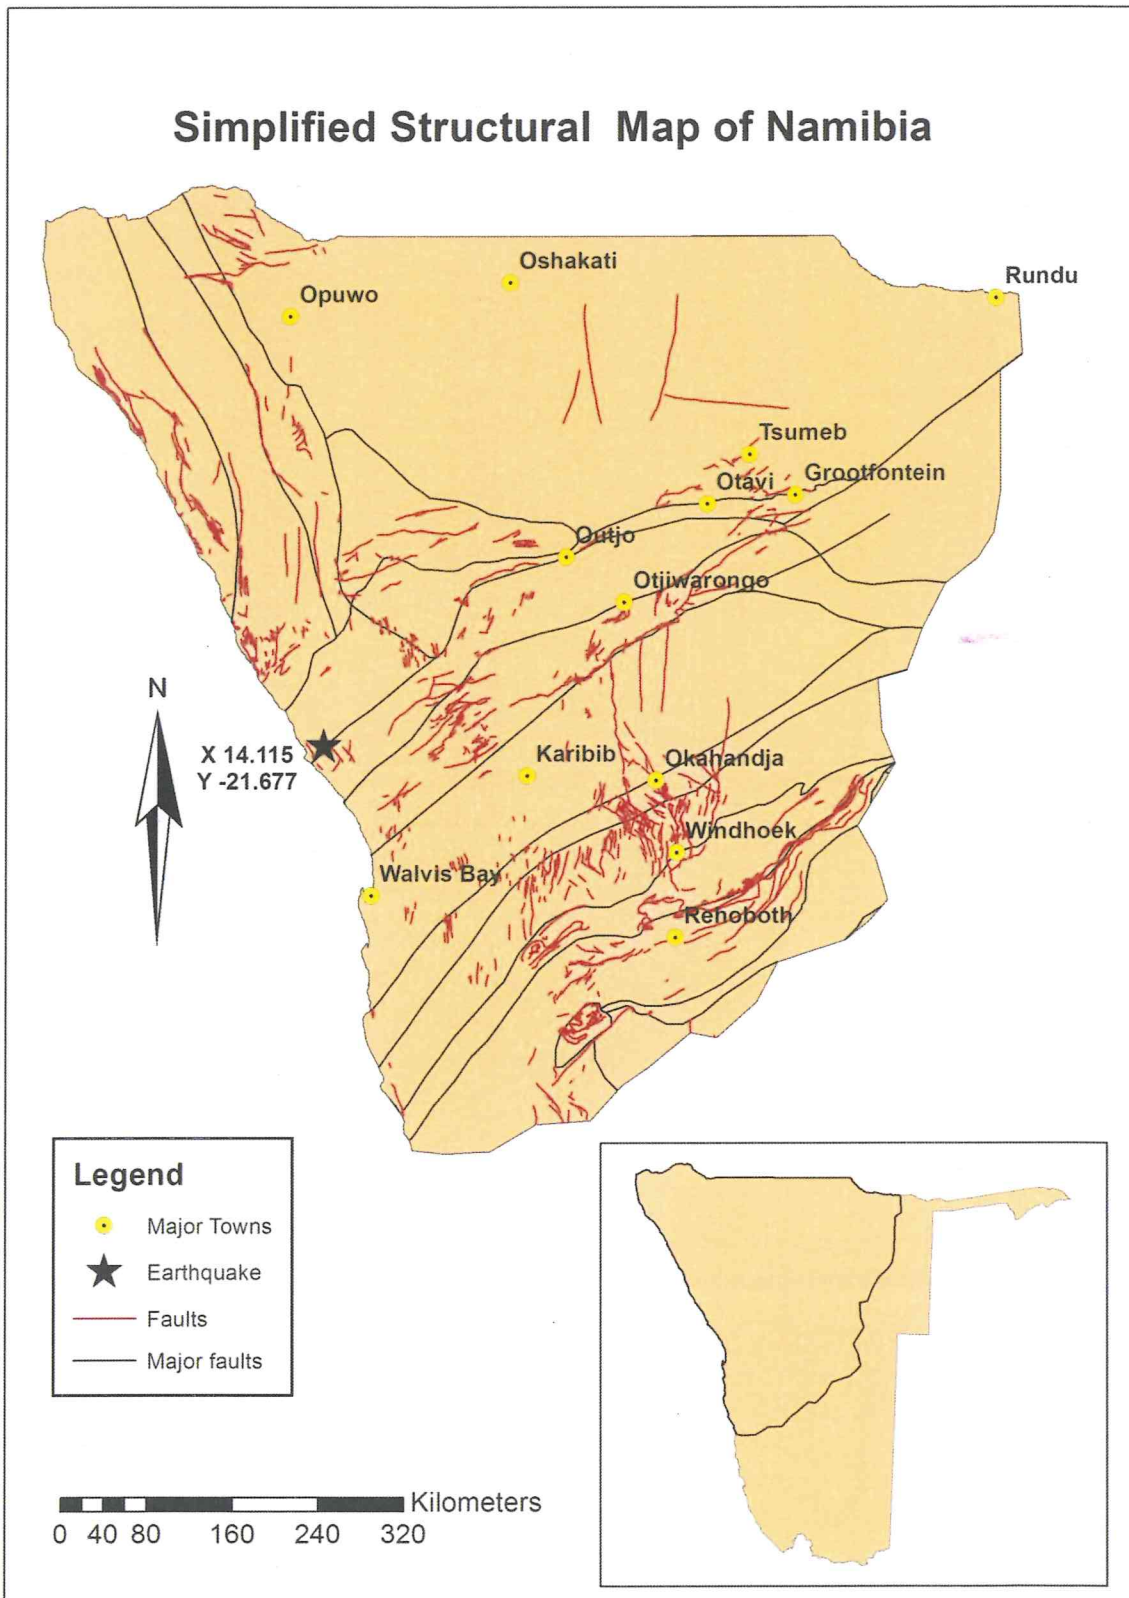 Simplified Structural Map of Namibia
Oshakati
Rundu
Opuwo
Tsumeb
Grootfontein
Otavi
Outjo
Otjiwarongo
N
X 14.115
Y -21.677
Karibib
Okahandja
Windhoek
Walvis Bay
Rehoboth
Legend
Major Towns
Earthquake
Faults
Major faults
Kilometers
0 40 80 160 240 320